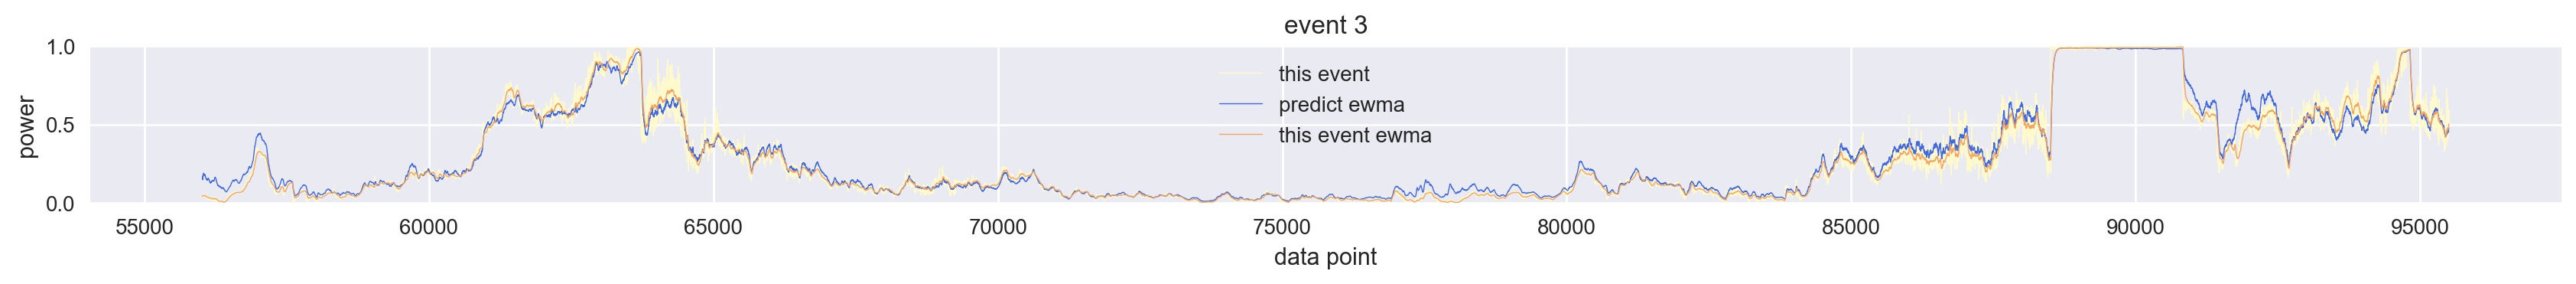 event 3
1.0
0.5
0.0
power
this event
predict ewma
this event ewma
55000 60000 65000 70000 75000 80000 85000 90000 95000
data point